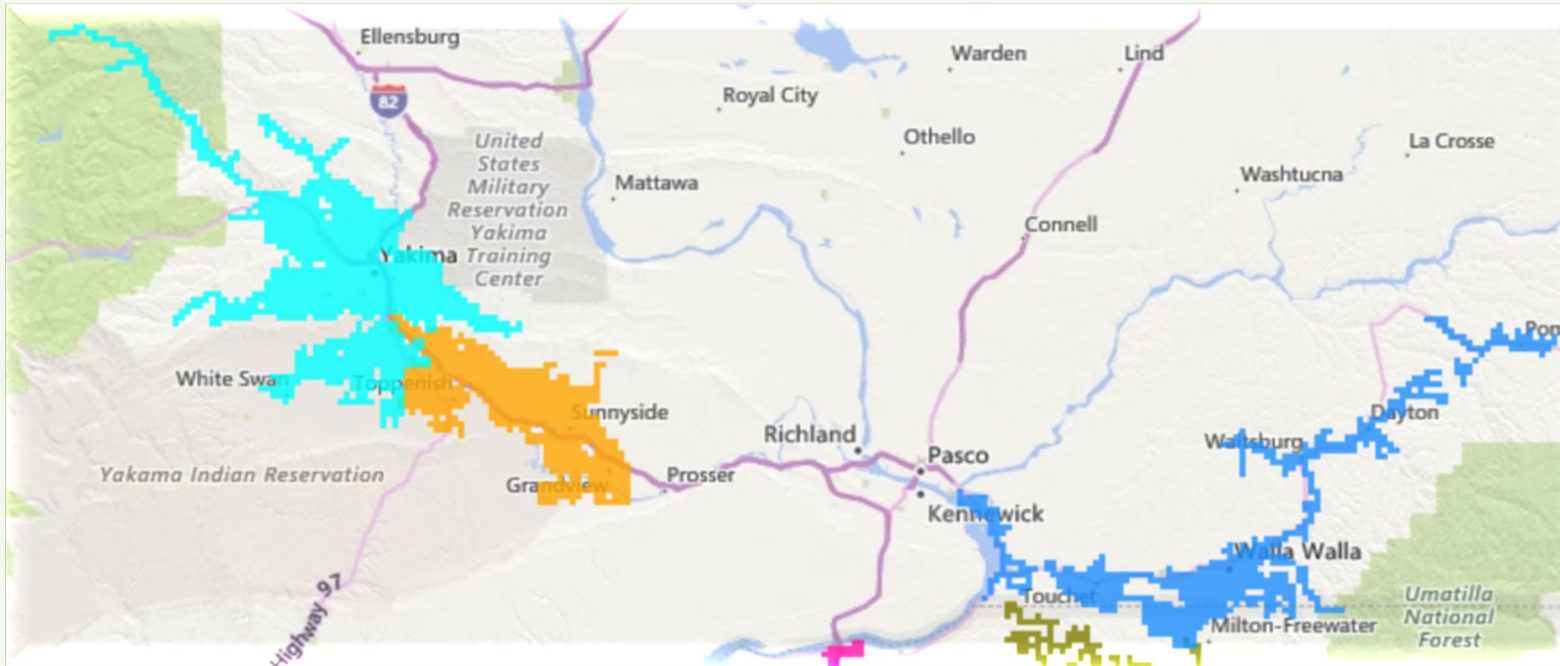 Ellensburg
Warden
Lind
82
Royal City
United
States
Military
Reservation
Yakima
Training
Center
Othello
La Crosse
Mattawa
Washtucna
Connell
Yakima
Pom
White Swan
Toppenish
Sunnyside
Dayton
Richland
Waitsburg
Pasco
Yakama Indian Reservation
Prosser
Grandview
Kennewick
Walla Walla
Touchet
Highway 97
Umatilla
National
Forest
Milton-Freewater